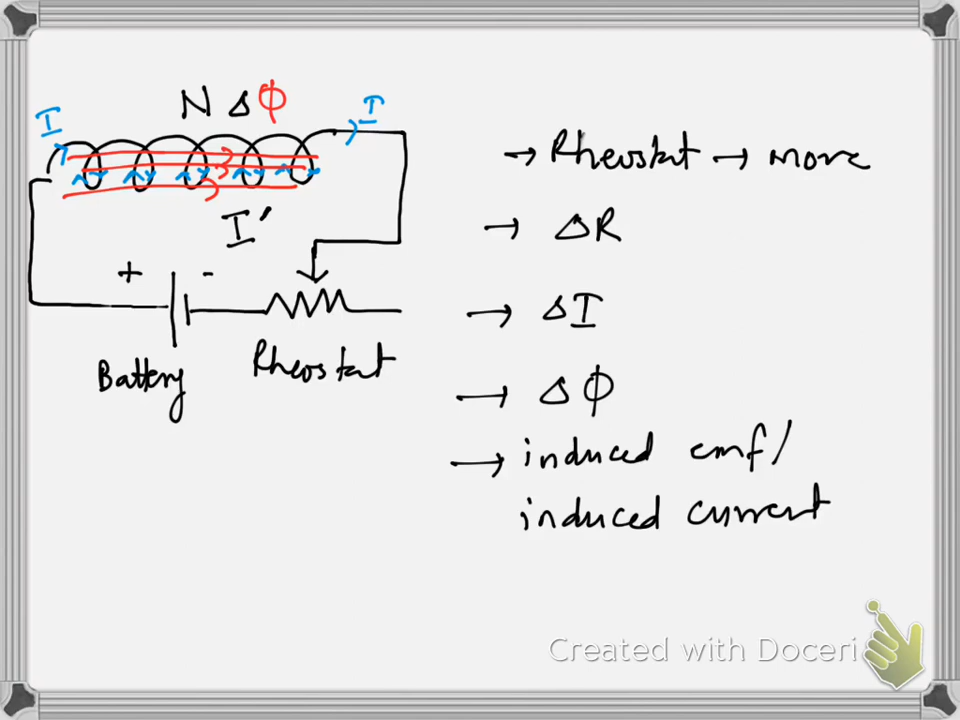 N Δ Φ
I
I
I'
+ -
Battery
Rheostat
→ Rheostat → move
→ ΔR
→ ΔI
→ Δϕ
→ induced emf/
induced current
Created with Doceri